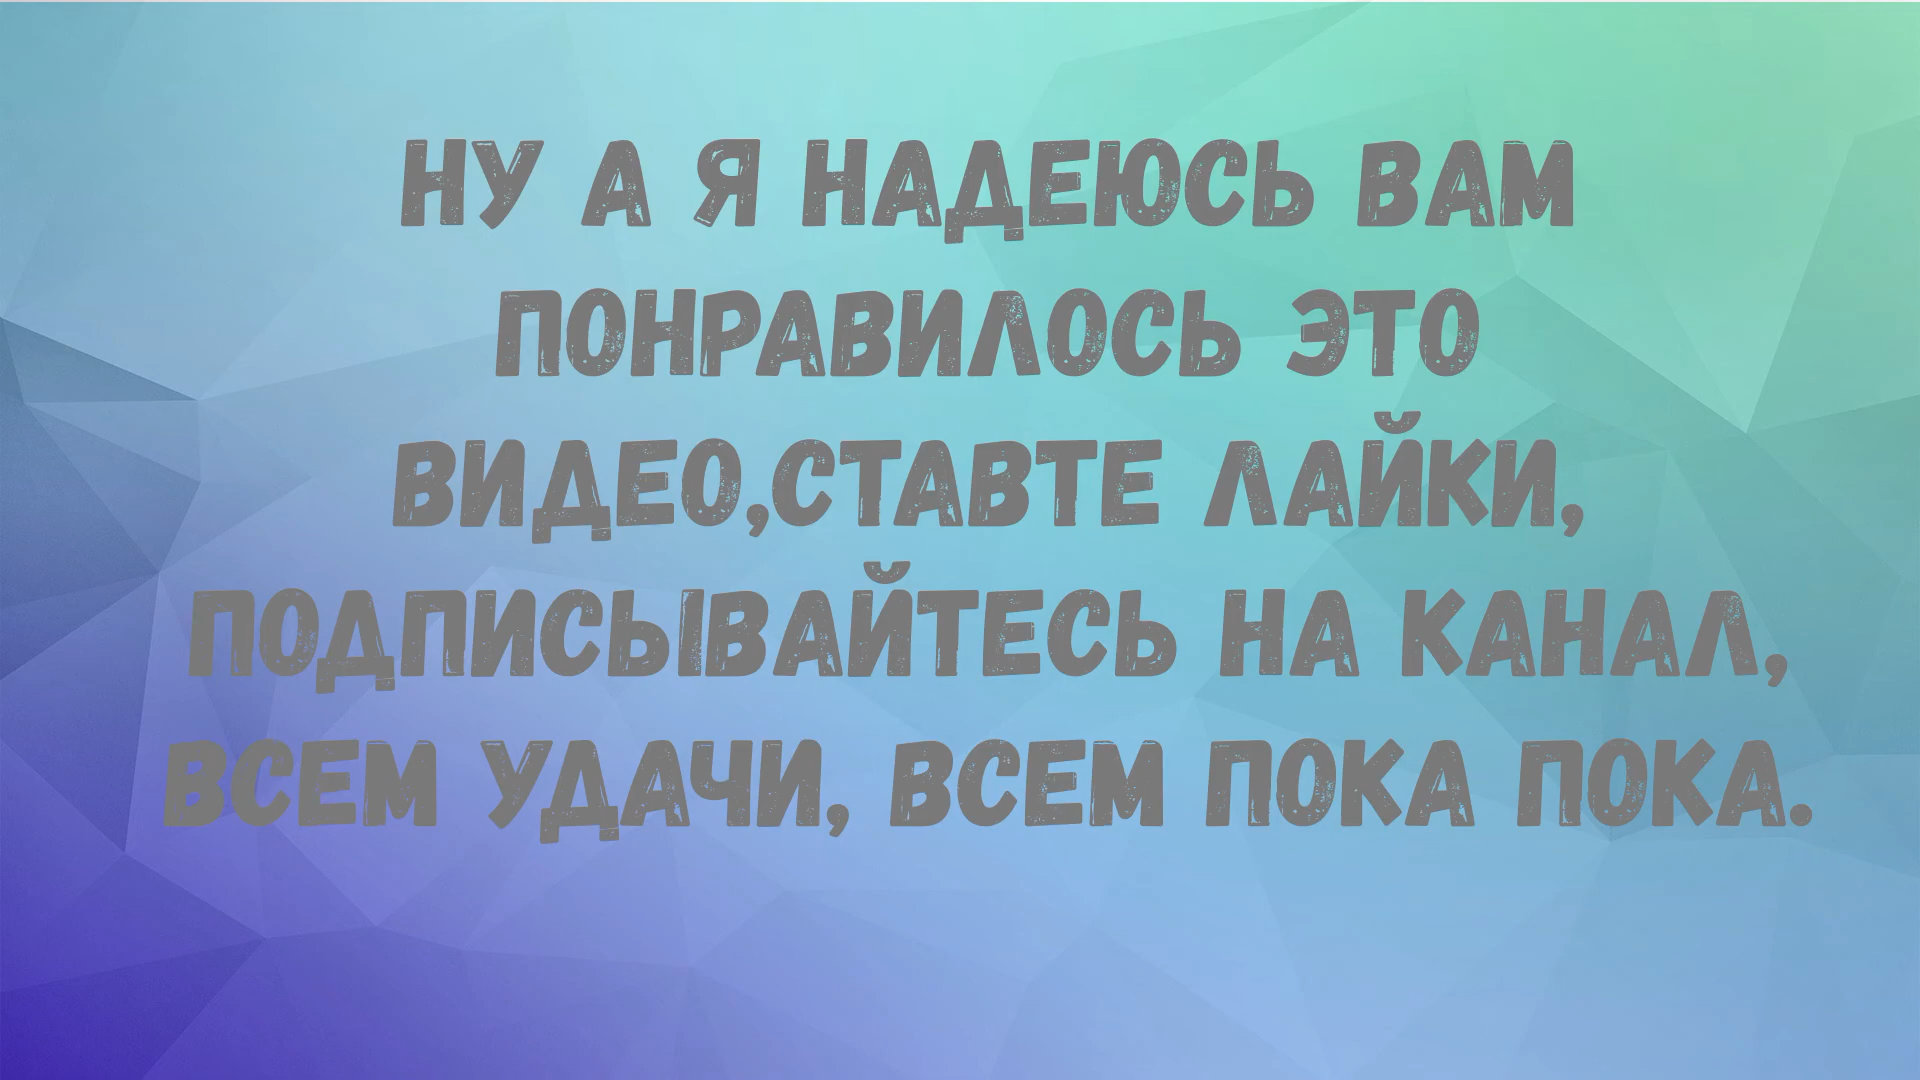 НУ А Я НАДЕЮСЬ ВАМ
ПОНРАВИЛОСЬ ЭТО
ВИДЕО,СТАВТЕ ЛАЙКИ,
ПОДПИСЫВАЙТЕСЬ НА КАНАЛ,
ВСЕМ УДАЧИ, ВСЕМ ПОКА ПОКА.